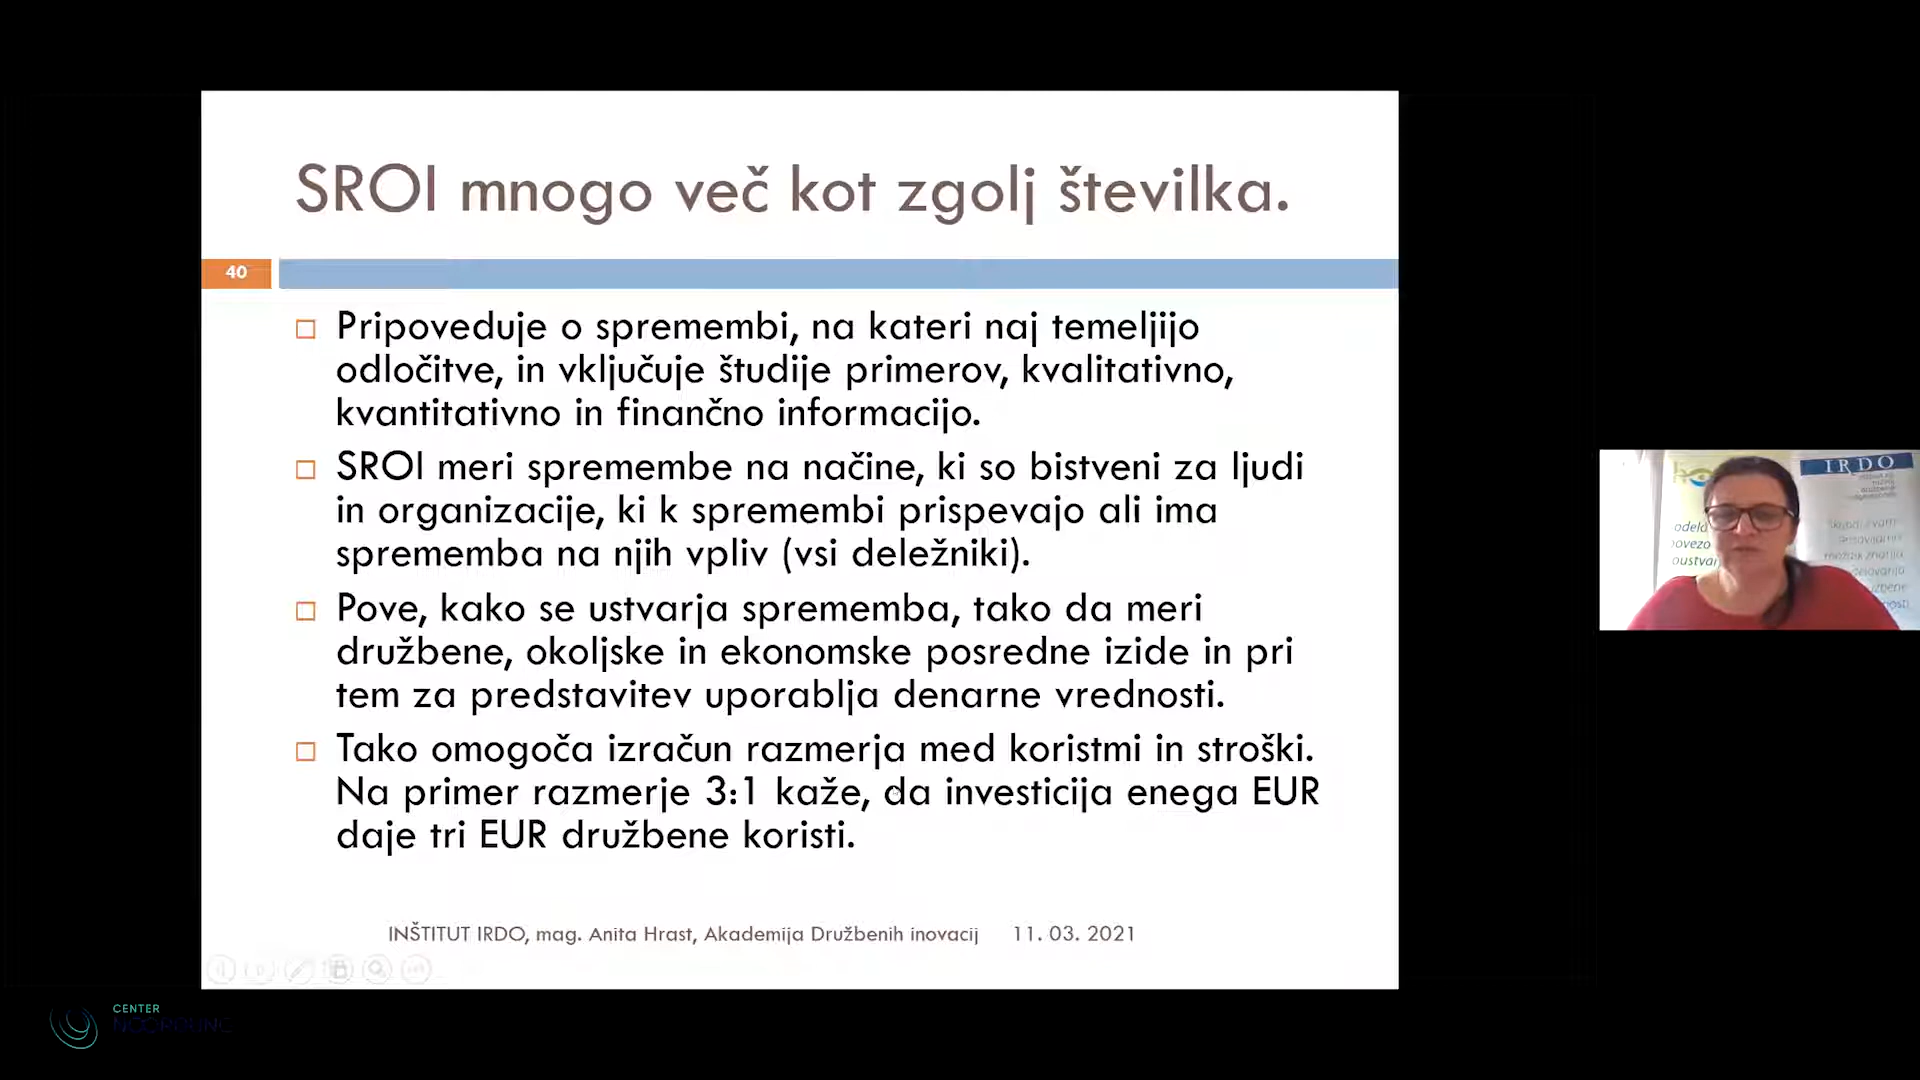 SROI mnogo več kot zgolj številka.
40
Pripoveduje o spremembi, na kateri naj temeljijo
odločitve, in vključuje študije primerov, kvalitativno,
kvantitativno in finančno informacijo.
SROI meri spremembe na načine, ki so bistveni za ljudi
in organizacije, ki k spremembi prispevajo ali ima
sprememba na njih vpliv (vsi deležniki).
Pove, kako se ustvarja sprememba, tako da meri
družbene, okoljske in ekonomske posredne izide in pri
tem za predstavitev uporablja denarne vrednosti.
Tako omogoča izračun razmerja med koristmi in stroški.
Na primer razmerje 3:1 kaže, da investicija enega EUR
daje tri EUR družbene koristi.
INŠTITUT IRDO, mag. Anita Hrast, Akademija Družbenih inovacij 11. 03. 2021
IRDO
CENTER